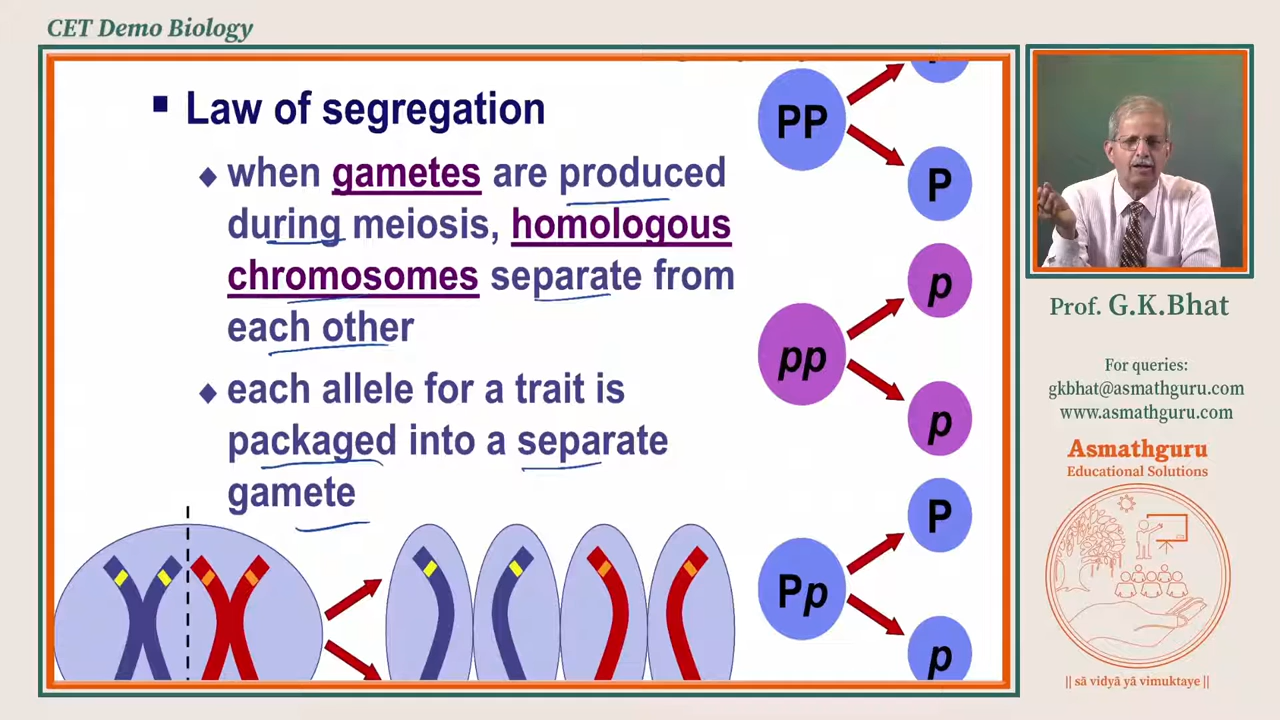 CET Demo Biology
Law of segregation
when gametes are produced
during meiosis, homologous
chromosomes separate from
each other
each allele for a trait is
packaged into a separate
gamete
PP
P
pp
p
p
Pp
P
p
Prof. G.K.Bhat
For queries:
gkbhat@asmathguru.com
www.asmathguru.com
Asmathguru
Educational Solutions
|| sā vidyā yā vimuktaye ||